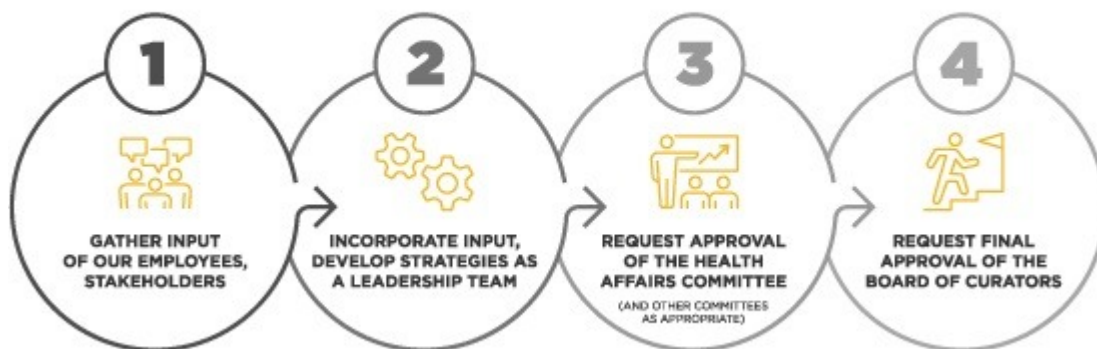 1
GATHER INPUT
OF OUR EMPLOYEES,
STAKEHOLDERS
2
INCORPORATE INPUT,
DEVELOP STRATEGIES AS
A LEADERSHIP TEAM
3
REQUEST APPROVAL
OF THE HEALTH
AFFAIRS COMMITTEE
(AND OTHER COMMITTEES
AS APPROPRIATE)
4
REQUEST FINAL
APPROVAL OF THE
BOARD OF CURATORS